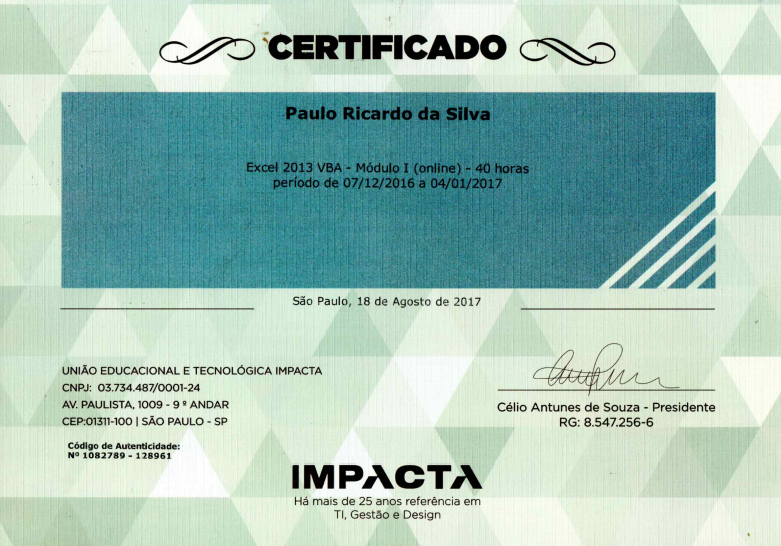 CERTIFICADO
Paulo Ricardo da Silva
Excel 2013 VBA - Módulo I (online) - 40 horas
período de 07/12/2016 a 04/01/2017
São Paulo, 18 de Agosto de 2017
UNIÃO EDUCACIONAL E TECNOLÓGICA IMPACTA
CNPJ: 03.734.487/0001-24
AV. PAULISTA, 1009 - 9 º ANDAR
CEP:01311-100 | SÃO PAULO - SP
Código de Autenticidade:
Nº 1082789 - 128961
Célio Antunes de Souza - Presidente
RG: 8.547.256-6
IMPACTA
Há mais de 25 anos referência em
TI, Gestão e Design